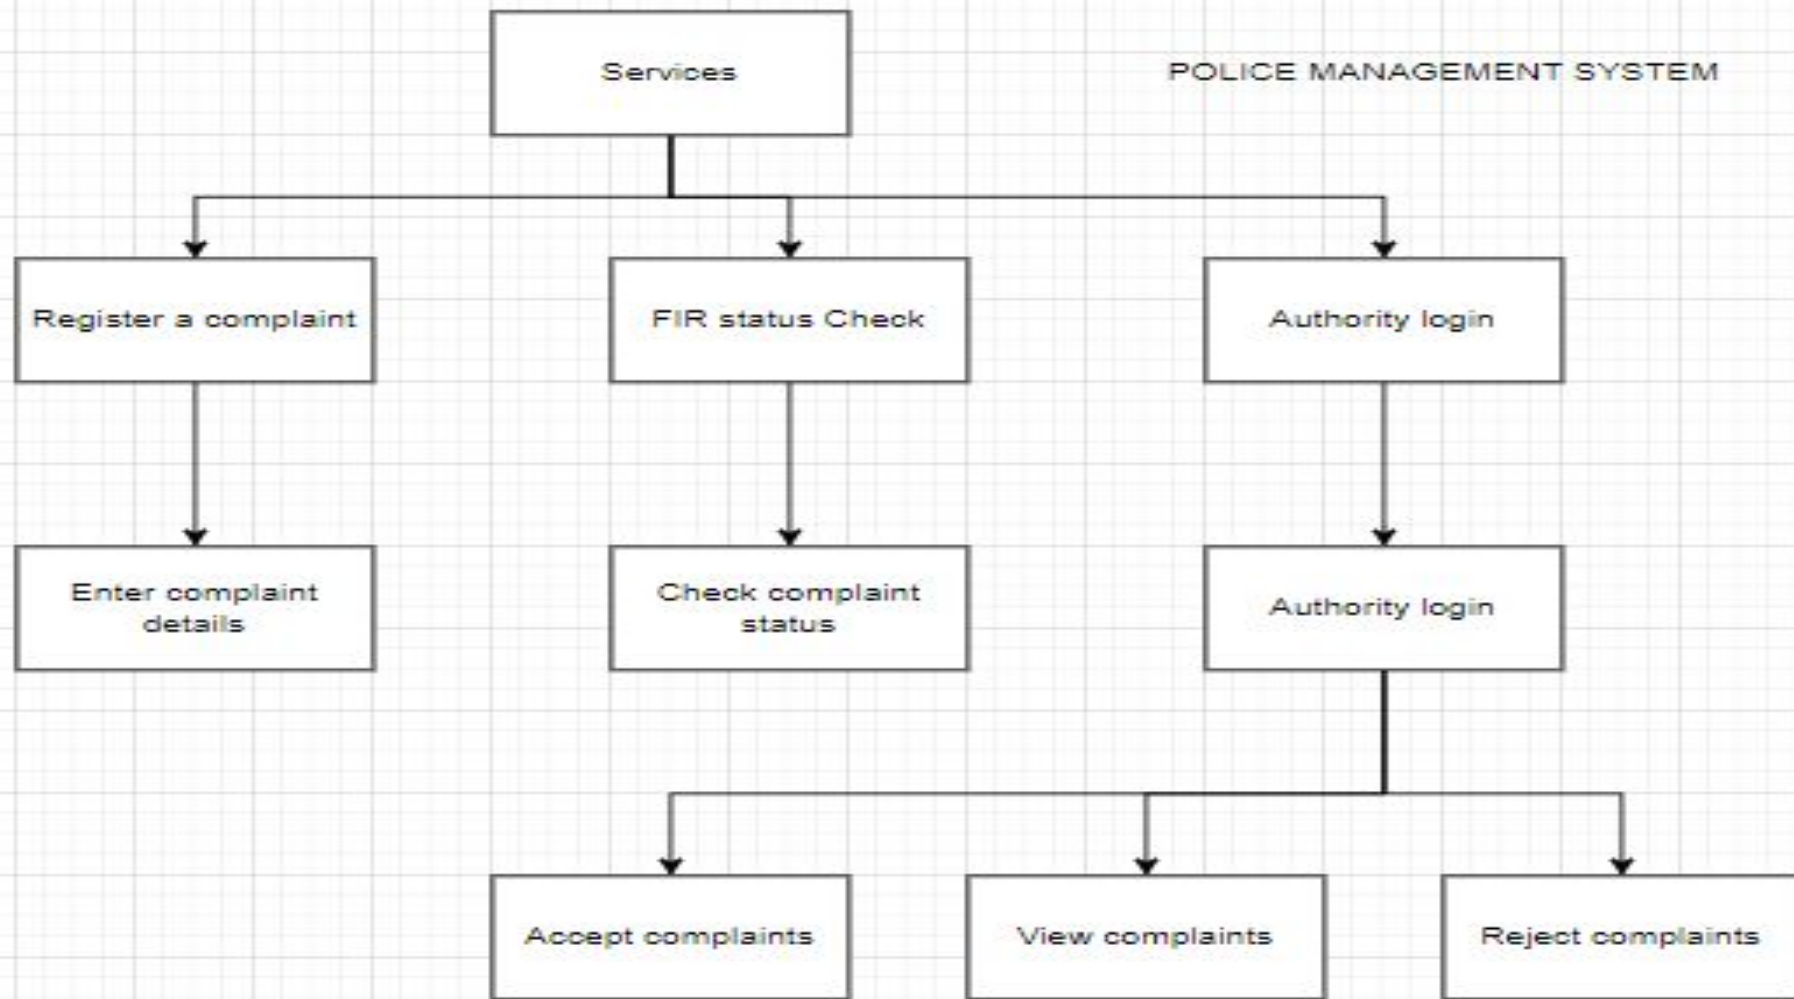 Services
POLICE MANAGEMENT SYSTEM
Register a complaint
FIR status Check
Authority login
Enter complaint
details
Check complaint
status
Authority login
Accept complaints
View complaints
Reject complaints